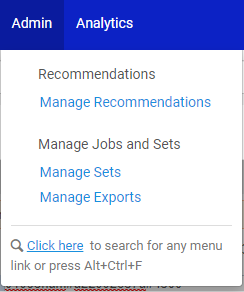 Admin Analytics
Recommendations
Manage Recommendations
Manage Jobs and Sets
Manage Sets
Manage Exports
Click here to search for any menu
link or press Alt+Ctrl+F